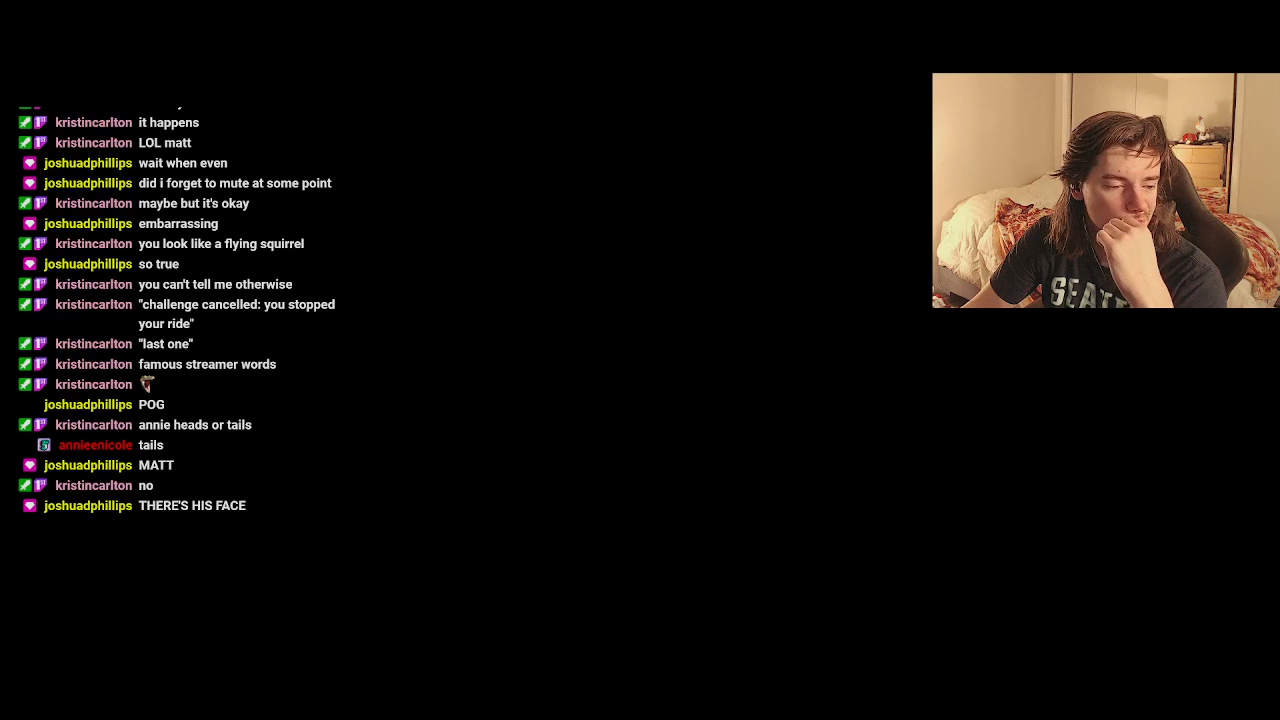 kristincarlton it happens
kristincarlton LOL matt
joshuadphillips wait when even
joshuadphillips did i forget to mute at some point
kristincarlton maybe but it's okay
joshuadphillips embarrassing
kristincarlton you look like a flying squirrel
joshuadphillips so true
kristincarlton you can't tell me otherwise
kristincarlton "challenge cancelled: you stopped
your ride"
kristincarlton "last one"
kristincarlton famous streamer words
kristincarlton
joshuadphillips POG
kristincarlton annie heads or tails
annieenicole tails
joshuadphillips MATT
kristincarlton no
joshuadphillips THERE'S HIS FACE